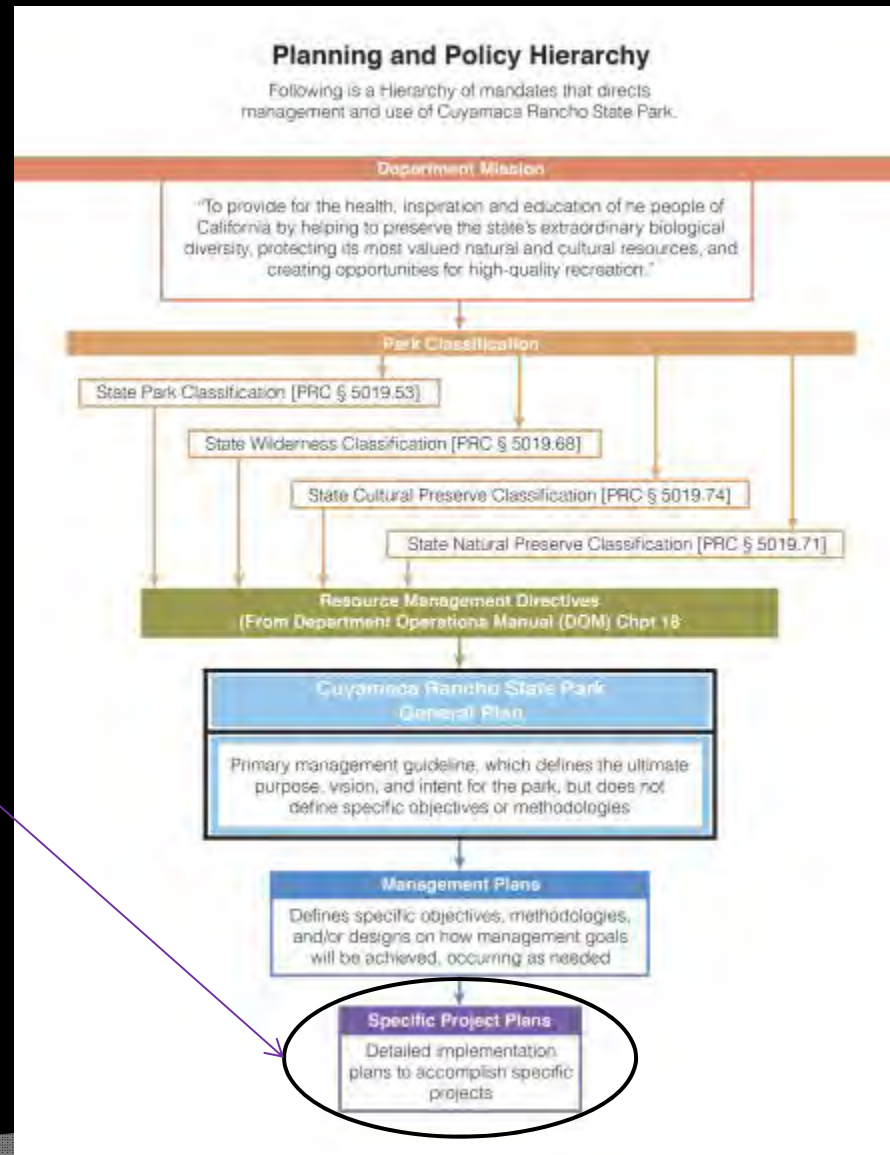 Planning and Policy Hierarchy
Following is a Hierarchy of mandates that directs
management and use of Cuyamaca Rancho State Park.
Department Mission
"To provide for the health, inspiration and education of he people of
California by helping to preserve the state's extraordinary biological
diversity, protecting its most valued natural and cultural resources, and
creating opportunities for high-quality recreation."
Park Classification
State Park Classification [PRC § 5019.53]
State Wilderness Classification [PRC § 5019.68]
State Cultural Preserve Classification [PRC § 5019.74]
State Natural Preserve Classification [PRC § 5019.71]
Resource Management Directives
(From Department Operations Manual (DOM) Chpt 18
Cuyamaca Rancho State Park
General Plan
Primary management guideline, which defines the ultimate
purpose, vision, and intent for the park, but does not
define specific objectives or methodologies
Management Plans
Defines specific objectives, methodologies,
and/or designs on how management goals
will be achieved, occurring as needed
Specific Project Plans
Detailed implementation
plans to accomplish specific
projects